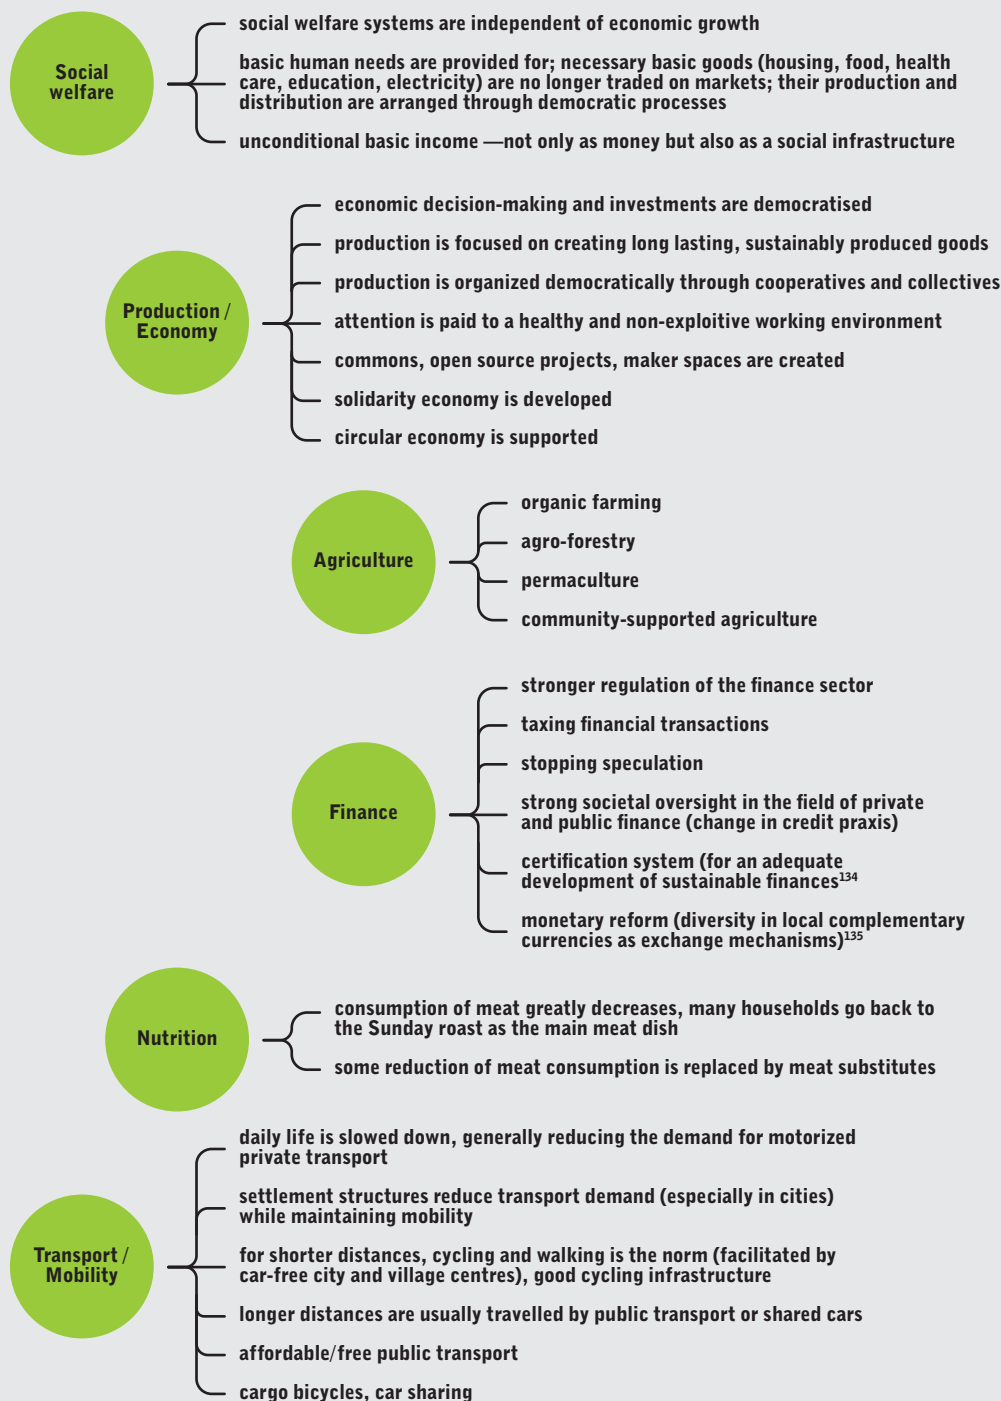 Social
welfare
social welfare systems are independent of economic growth
basic human needs are provided for; necessary basic goods (housing, food, health
care, education, electricity) are no longer traded on markets; their production and
distribution are arranged through democratic processes
unconditional basic income —not only as money but also as a social infrastructure
Production /
Economy
economic decision-making and investments are democratised
production is focused on creating long lasting, sustainably produced goods
production is organized democratically through cooperatives and collectives
attention is paid to a healthy and non-exploitive working environment
commons, open source projects, maker spaces are created
solidarity economy is developed
circular economy is supported
Agriculture
organic farming
agro-forestry
permaculture
community-supported agriculture
Finance
stronger regulation of the finance sector
taxing financial transactions
stopping speculation
strong societal oversight in the field of private
and public finance (change in credit praxis)
certification system (for an adequate
development of sustainable finances134
monetary reform (diversity in local complementary
currencies as exchange mechanisms)135
Nutrition
consumption of meat greatly decreases, many households go back to
the Sunday roast as the main meat dish
some reduction of meat consumption is replaced by meat substitutes
Transport /
Mobility
daily life is slowed down, generally reducing the demand for motorized
private transport
settlement structures reduce transport demand (especially in cities)
while maintaining mobility
for shorter distances, cycling and walking is the norm (facilitated by
car-free city and village centres), good cycling infrastructure
longer distances are usually travelled by public transport or shared cars
affordable/free public transport
cargo bicycles, car sharing